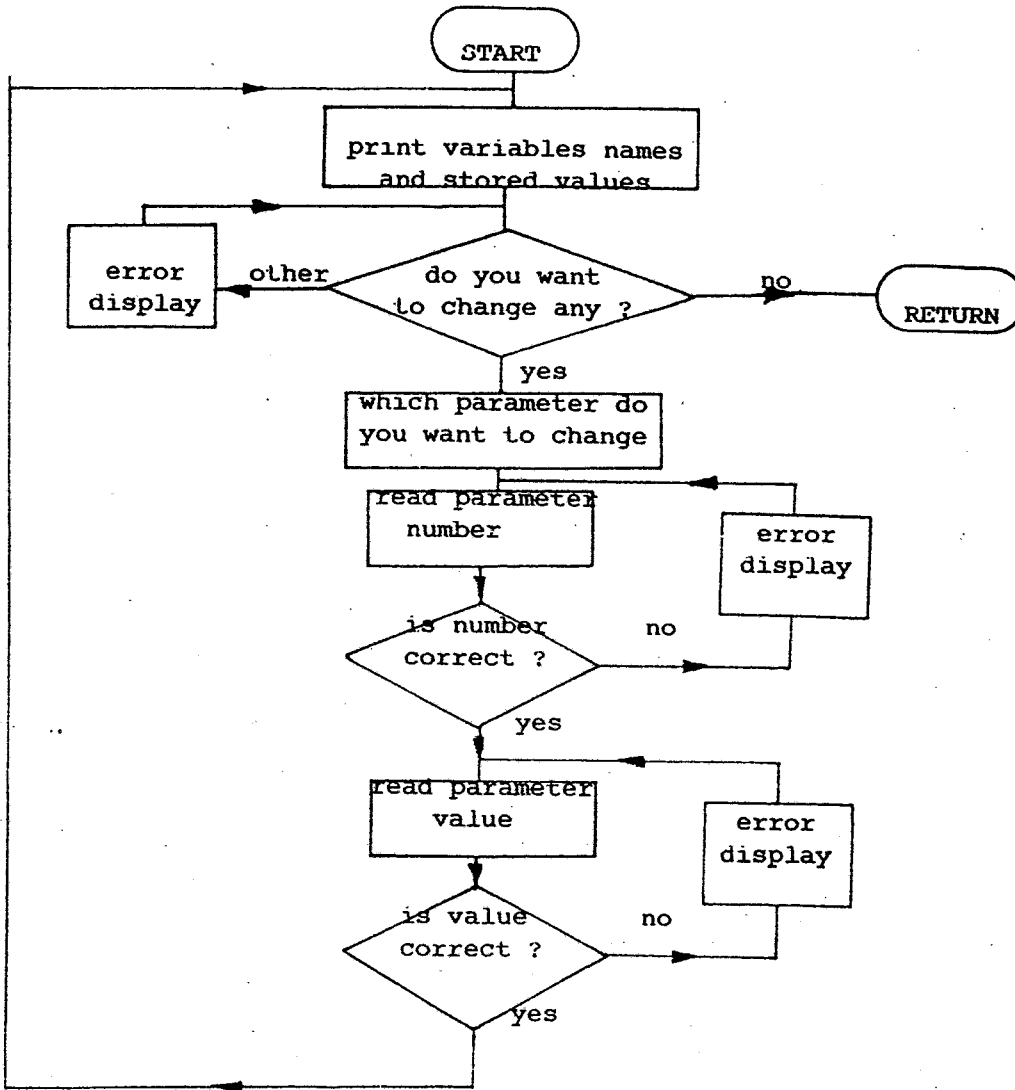 START
print variables names
and stored values
error
display
other
do you want
to change any ?
no
RETURN
yes
which parameter do
you want to change
read parameter
number
error
display
is number
correct ?
no
yes
read parameter
value
error
display
is value
correct ?
no
yes